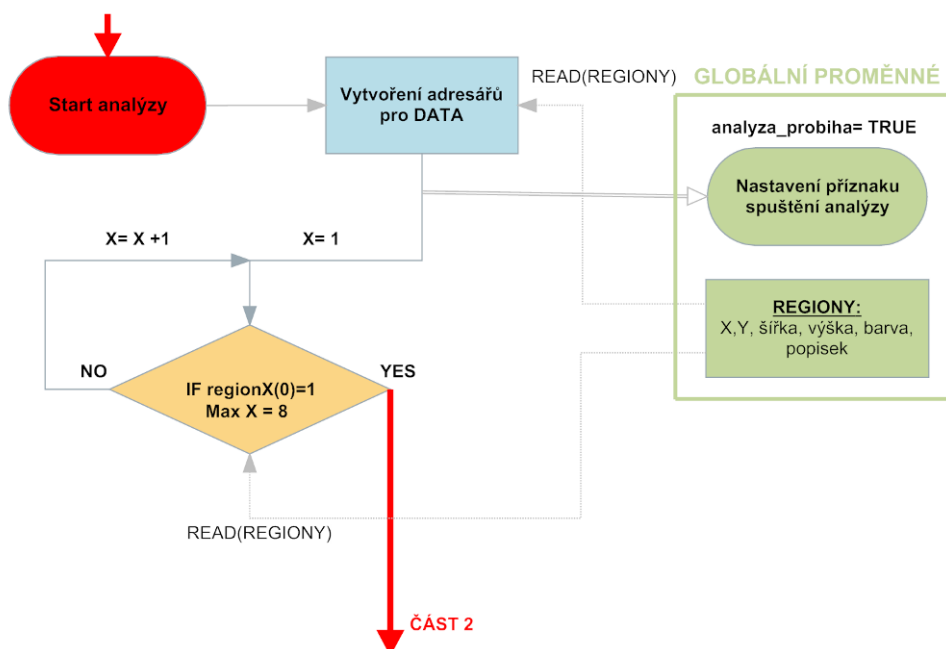 Start analýzy
Vytvoření adresářů
pro DATA
READ(REGIONY)
GLOBÁLNÍ PROMĚNNÉ
analyza_probiha= TRUE
Nastavení příznaku
spuštění analýzy
X= X +1
X= 1
REGIONY:
X,Y, šířka, výška, barva,
popisek
NO
YES
IF regionX(0)=1
Max X = 8
READ(REGIONY)
ČÁST 2